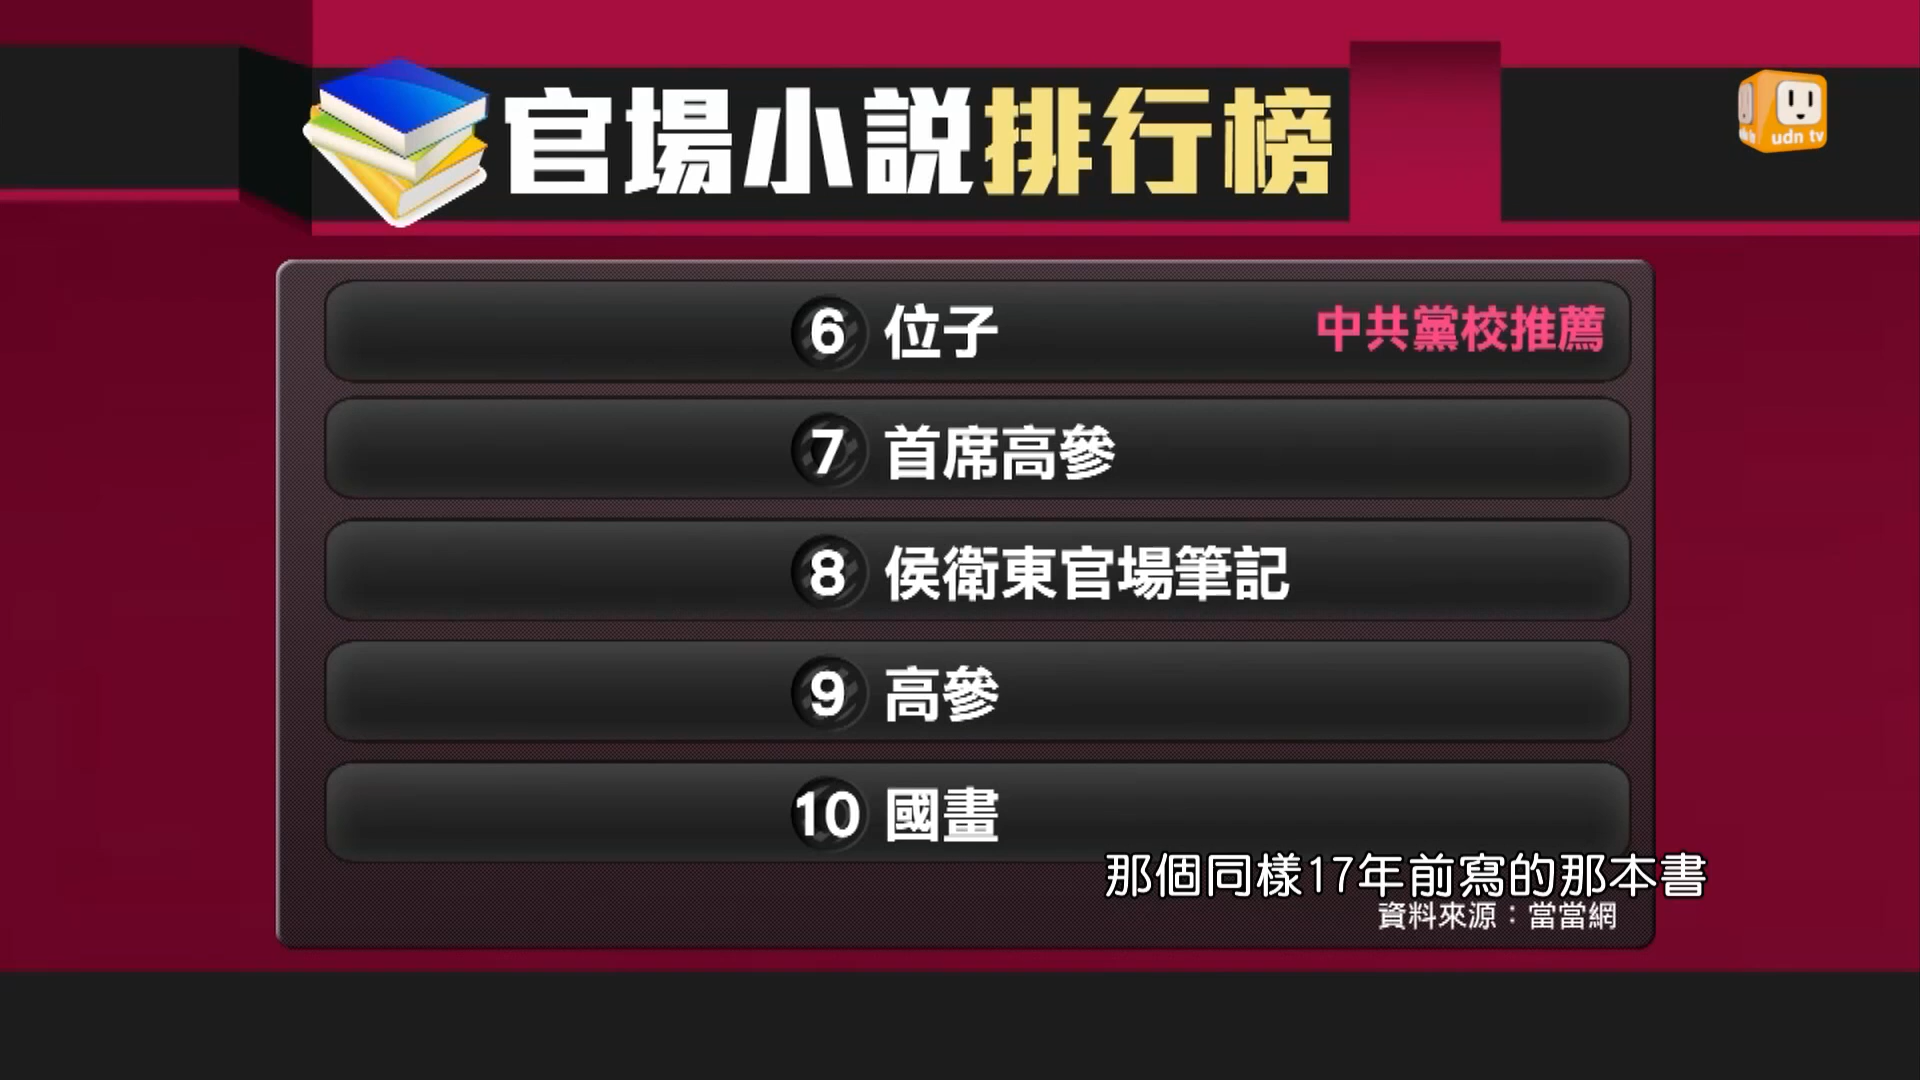 官場小説排行榜
udn tv
6 位子 中共黨校推薦
7 首席高參
8 侯衛東官場筆記
9 高參
10 國畫
那個同樣17年前寫的那本書
資料來源：當當網